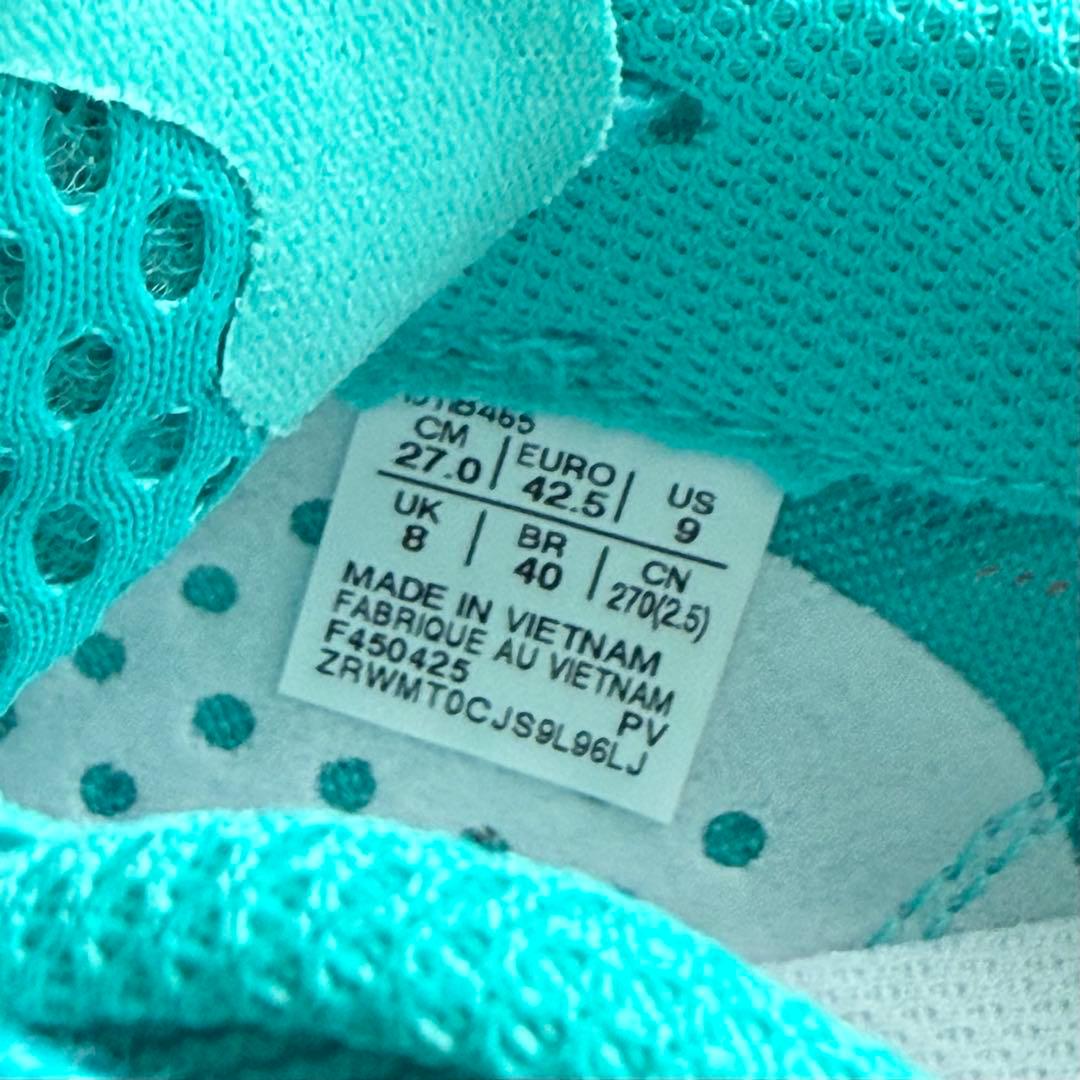 CM | EURO | US
27.0 | 42.5 | 9
UK | BR | CN
8 | 40 | 270(2.5)
MADE IN VIETNAM
FABRIQUE AU VIETNAM
F450425 PV
ZRWMT0CJS9L96LJ